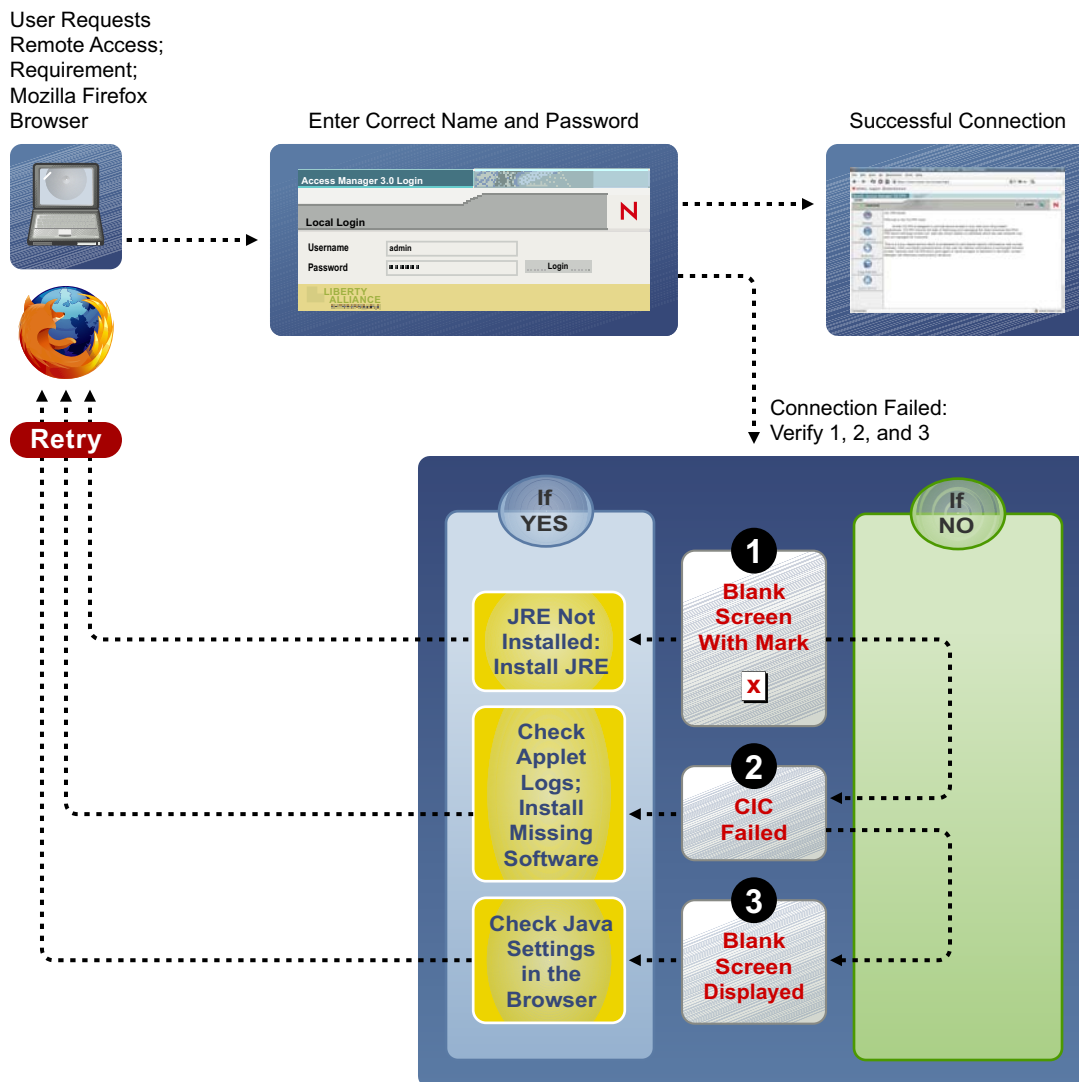 User Requests
Remote Access;
Requirement;
Mozilla Firefox
Browser
Enter Correct Name and Password
Successful Connection
Access Manager 3.0 Login
N
Local Login
Username
admin
Password
Login
LIBERTY
ALLIANCE
N
Retry
Connection Failed:
Verify 1, 2, and 3
If
YES
If
NO
1
Blank
Screen
With Mark
x
JRE Not
Installed:
Install JRE
2
CIC
Failed
Check
Applet
Logs;
Install
Missing
Software
3
Blank
Screen
Displayed
Check Java
Settings
in the
Browser